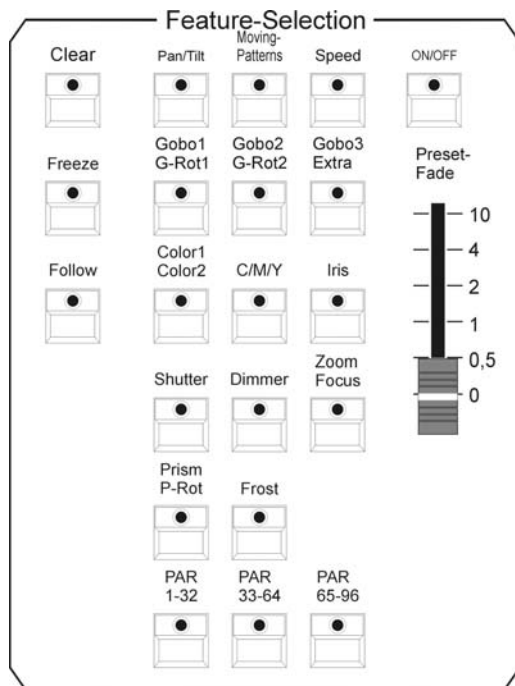 Feature-Selection
Clear
Pan/Tilt
Moving-
Patterns
Speed
ON/OFF
Freeze
Gobo1
G-Rot1
Gobo2
G-Rot2
Gobo3
Extra
Preset-
Fade
10
4
2
1
0,5
0
Follow
Color1
Color2
C/M/Y
Iris
Shutter
Dimmer
Zoom
Focus
Prism
P-Rot
Frost
PAR
1-32
PAR
33-64
PAR
65-96